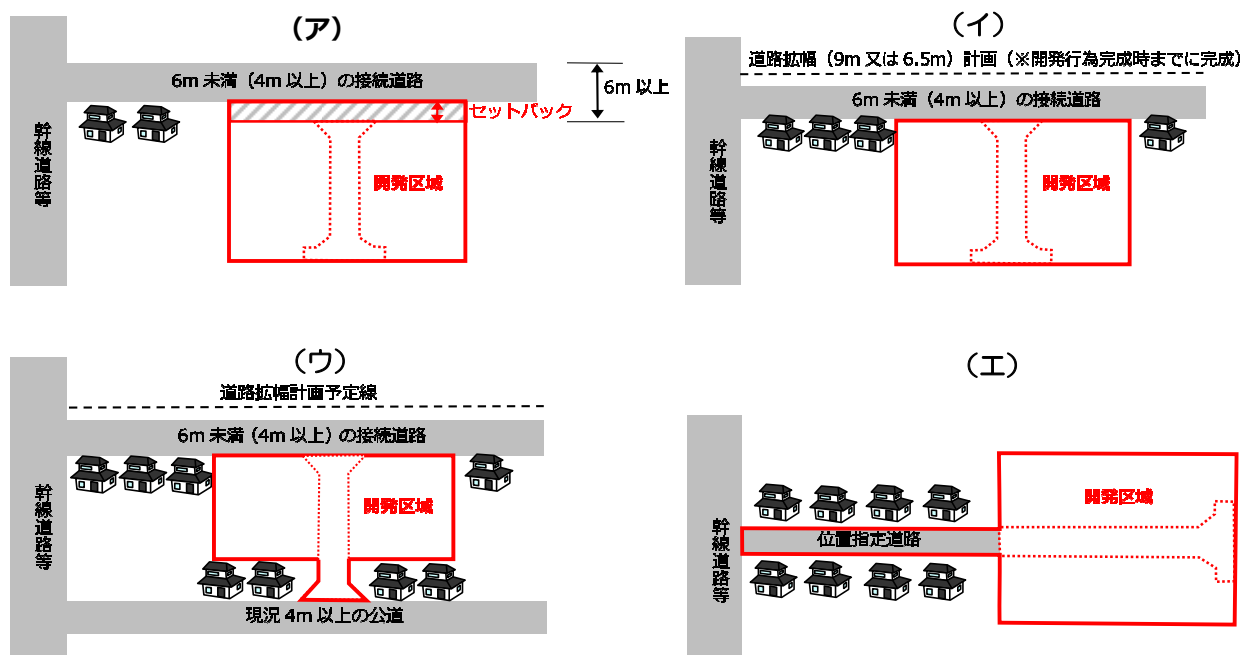 (ア)
6m 未満（4m 以上）の接続道路
6m 以上
セットバック
幹線道路等
開発区域
（イ）
道路拡幅（9m 又は 6.5m）計画（※開発行為完成時までに完成）
6m 未満（4m 以上）の接続道路
幹線道路等
開発区域
（ウ）
道路拡幅計画予定線
6m 未満（4m 以上）の接続道路
幹線道路等
開発区域
現況 4m 以上の公道
（エ）
開発区域
幹線道路等
位置指定道路